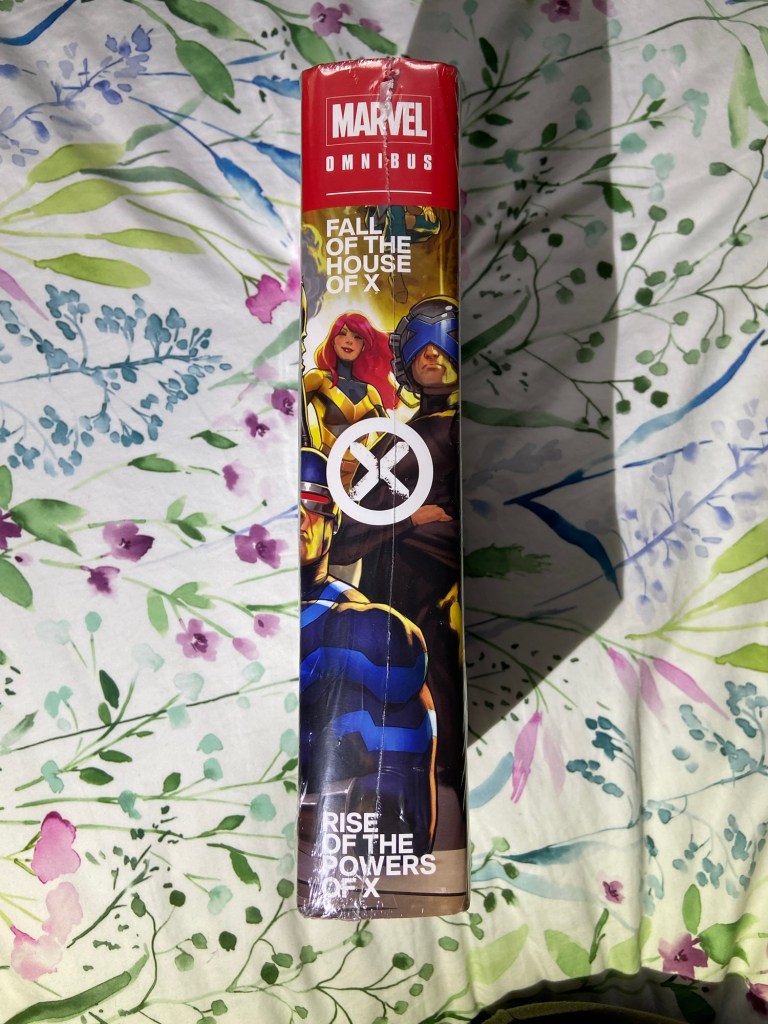 MARVEL
OMNIBUS
FALL
OF THE
HOUSE
OF X
X
RISE
OF THE
POWERS
OF X